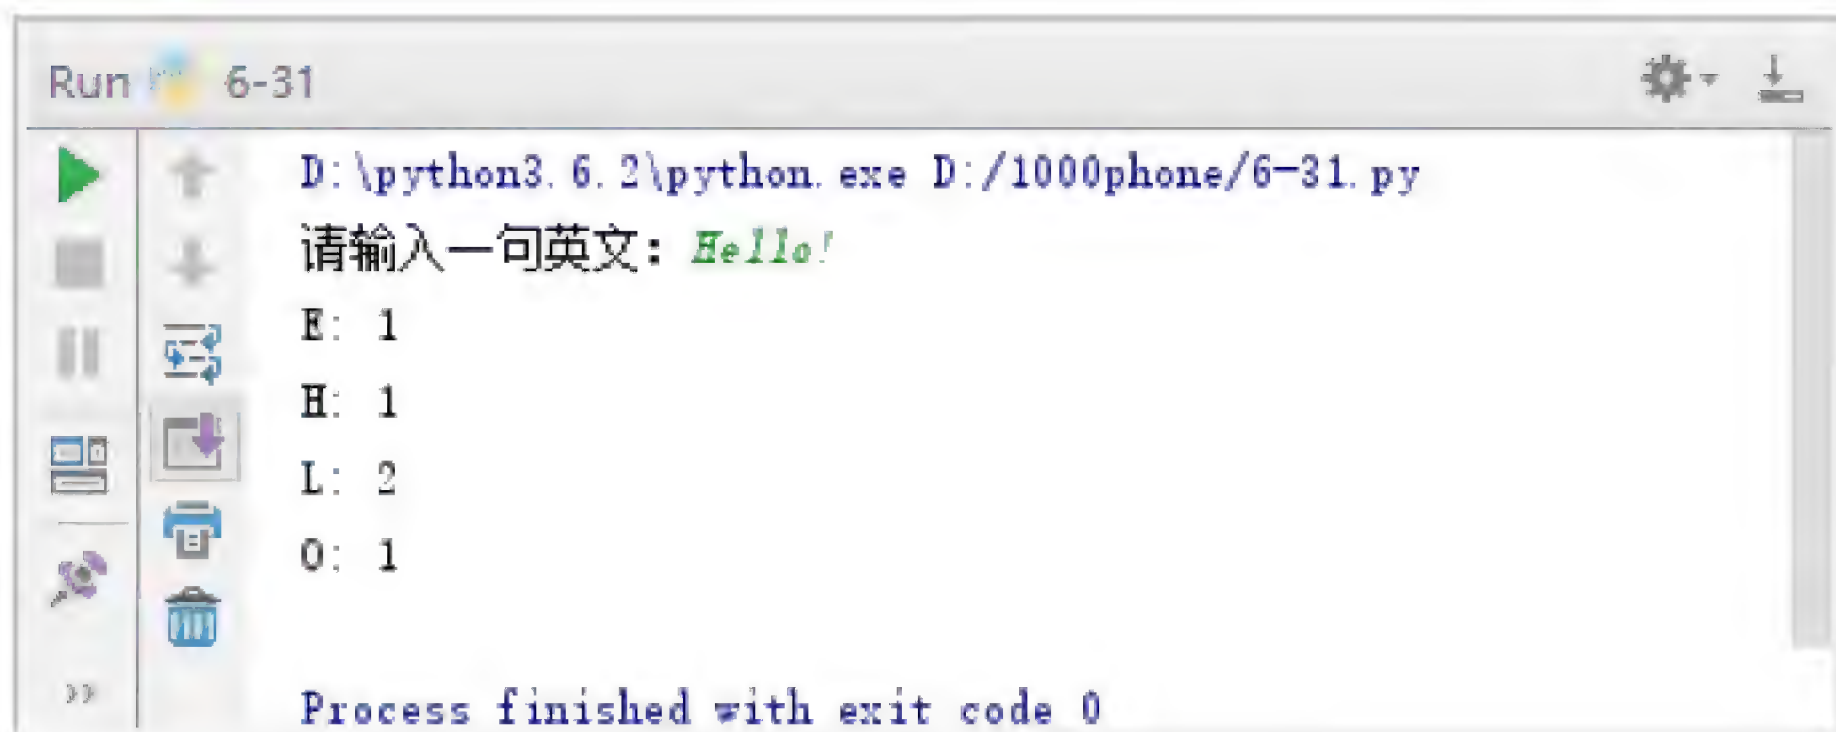 Run 6-31
D:\python3.6.2\python.exe D:/1000phone/6-31.py
请输入一句英文：Hello!
E: 1
H: 1
L: 2
O: 1
Process finished with exit code 0